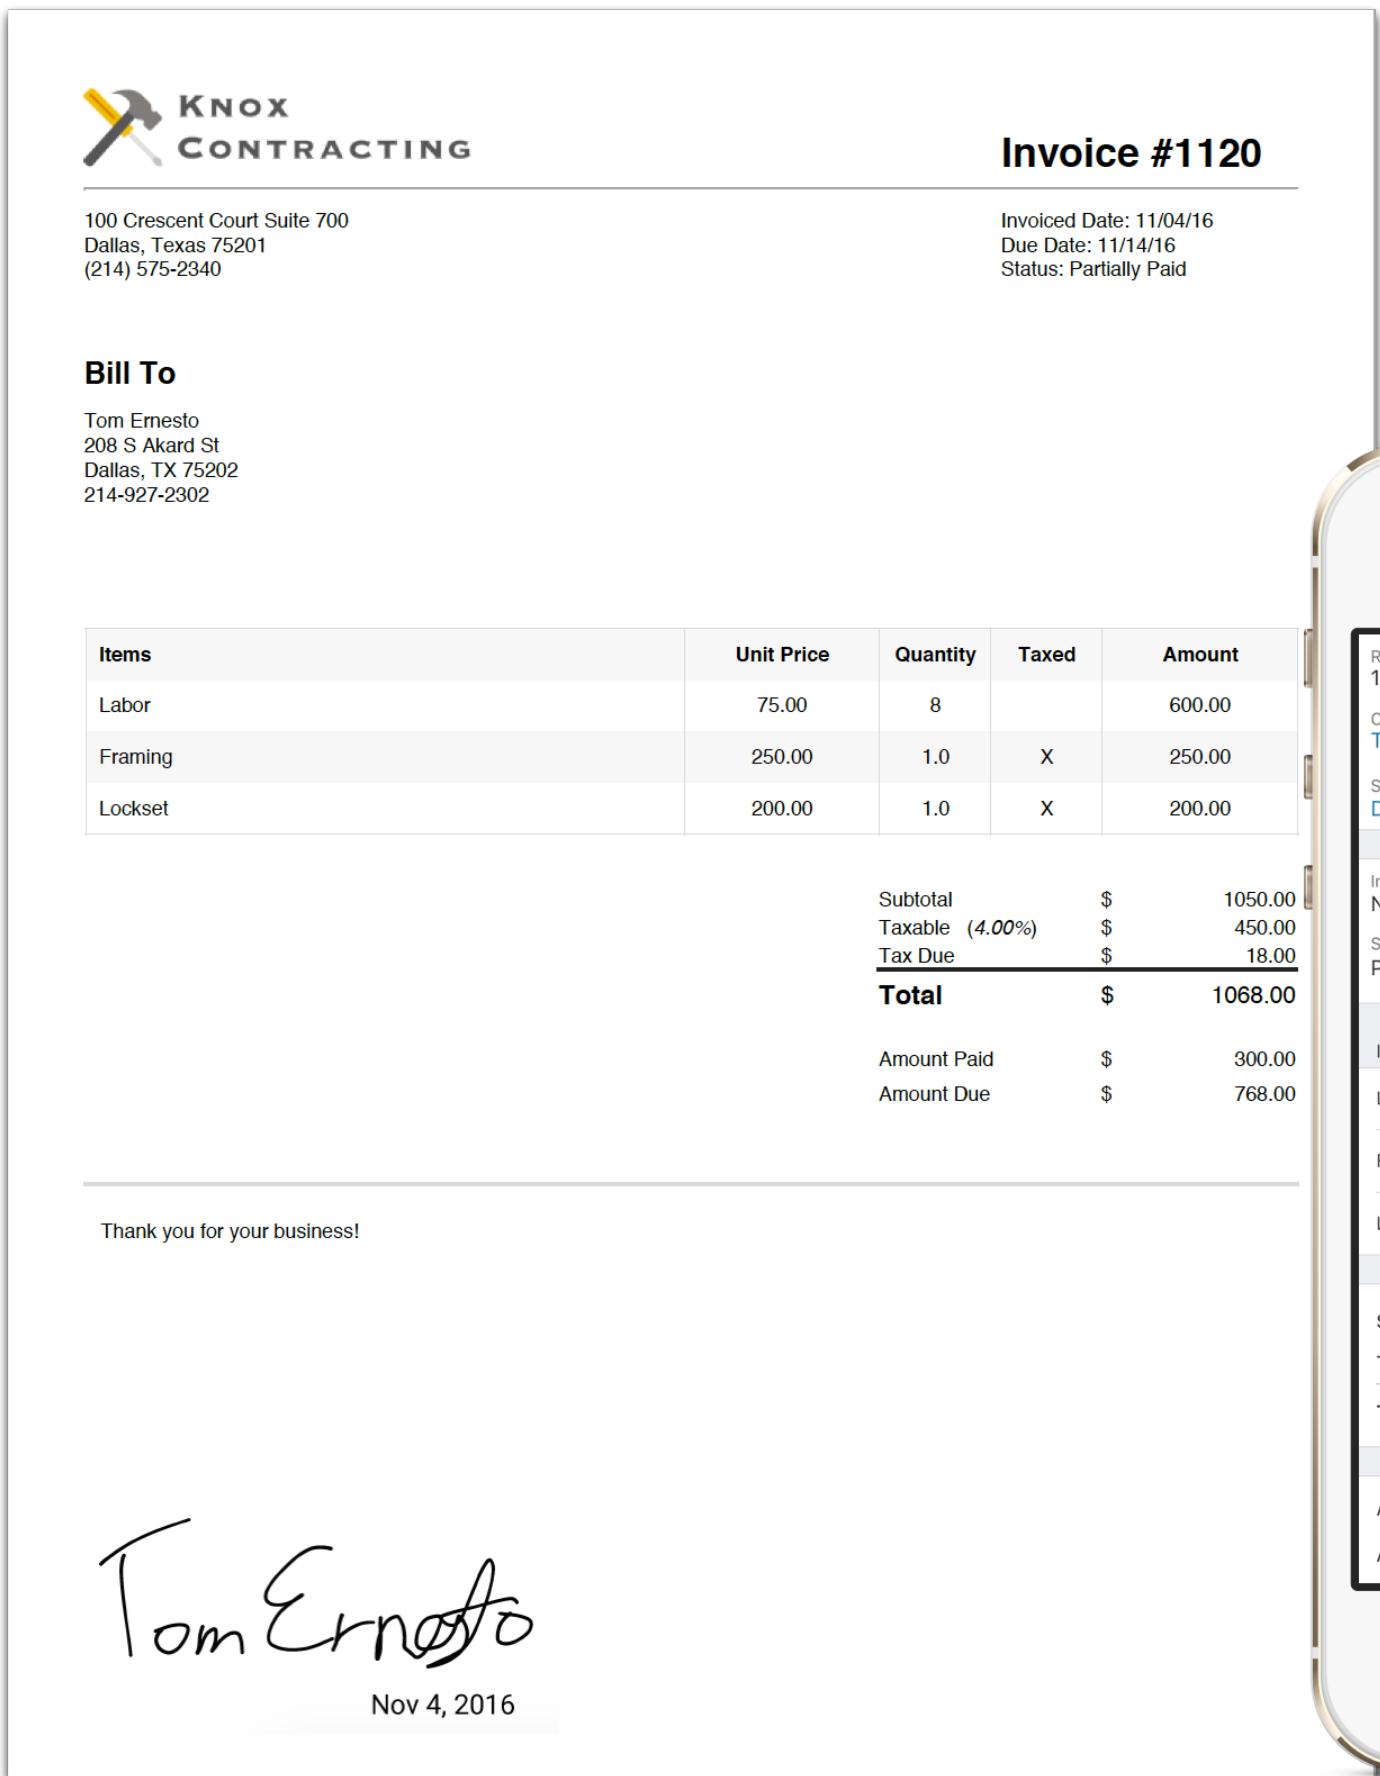 KNOX
CONTRACTING
Invoice #1120
100 Crescent Court Suite 700
Dallas, Texas 75201
(214) 575-2340
Invoiced Date: 11/04/16
Due Date: 11/14/16
Status: Partially Paid
Bill To
Tom Ernesto
208 S Akard St
Dallas, TX 75202
214-927-2302
Items Unit Price Quantity Taxed Amount
Labor 75.00 8 600.00
Framing 250.00 1.0 X 250.00
Lockset 200.00 1.0 X 200.00
Subtotal $ 1050.00
Taxable (4.00%) $ 450.00
Tax Due $ 18.00
Total $ 1068.00
Amount Paid $ 300.00
Amount Due $ 768.00
Thank you for your business!
Tom Ernesto
Nov 4, 2016